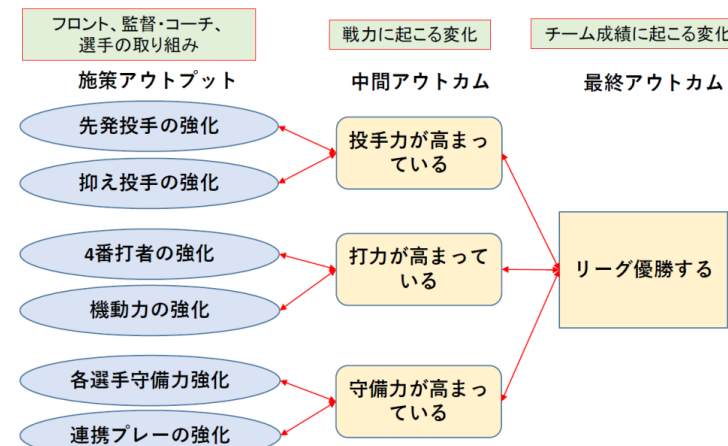 フロント、監督・コーチ、
選手の取り組み
戦力に起こる変化
チーム成績に起こる変化
施策アウトプット
中間アウトカム
最終アウトカム
先発投手の強化
抑え投手の強化
投手力が高まっ
ている
4番打者の強化
機動力の強化
打力が高まって
いる
リーグ優勝する
各選手守備力強化
連携プレーの強化
守備力が高まっ
ている